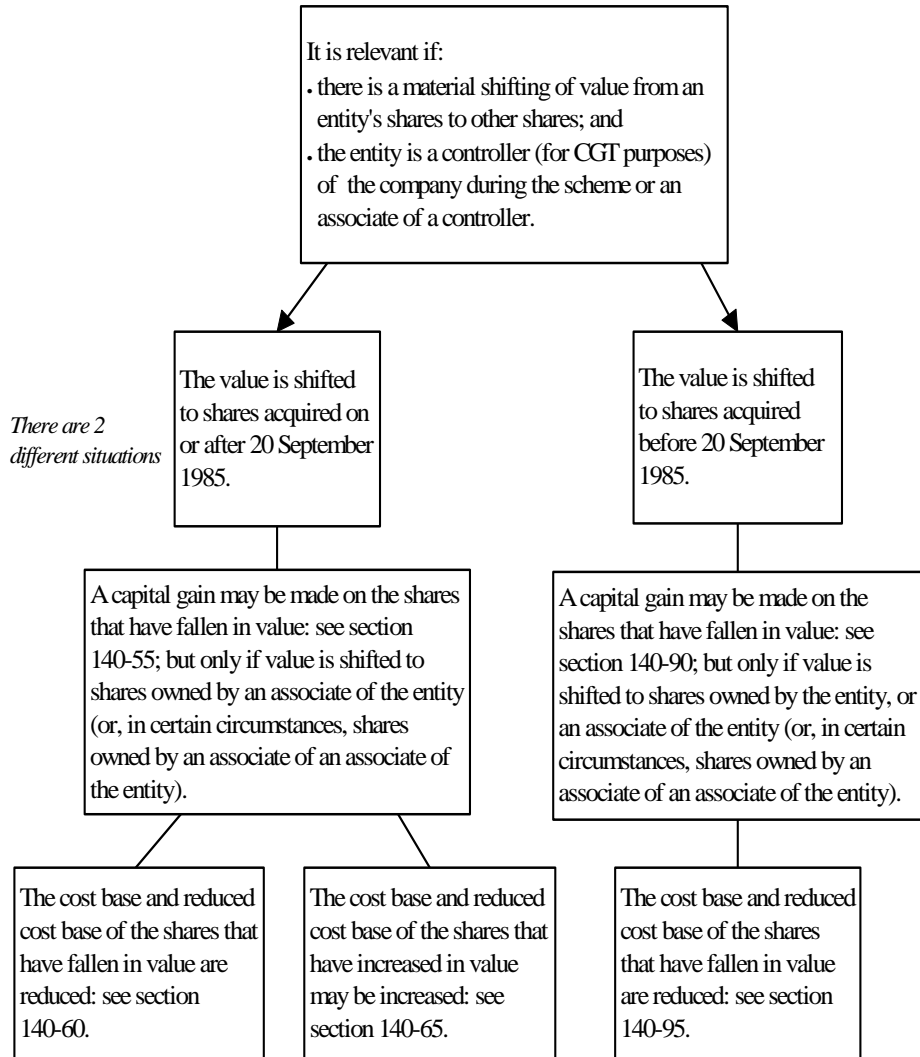 It is relevant if:
• there is a material shifting of value from an
entity's shares to other shares; and
• the entity is a controller (for CGT purposes)
of the company during the scheme or an
associate of a controller.
There are 2
different situations
The value is shifted
to shares acquired on
or after 20 September
1985.
The value is shifted
to shares acquired
before 20 September
1985.
A capital gain may be made on the shares
that have fallen in value: see section
140-55; but only if value is shifted to
shares owned by an associate of the entity
(or, in certain circumstances, shares
owned by an associate of an associate of
the entity).
A capital gain may be made on the
shares that have fallen in value: see
section 140-90; but only if value is
shifted to shares owned by the entity, or
an associate of the entity (or, in certain
circumstances, shares owned by an
associate of an associate of the entity).
The cost base and reduced
cost base of the shares that
have fallen in value are
reduced: see section
140-60.
The cost base and reduced
cost base of the shares that
have increased in value
may be increased: see
section 140-65.
The cost base and reduced
cost base of the shares
that have fallen in value
are reduced: see section
140-95.